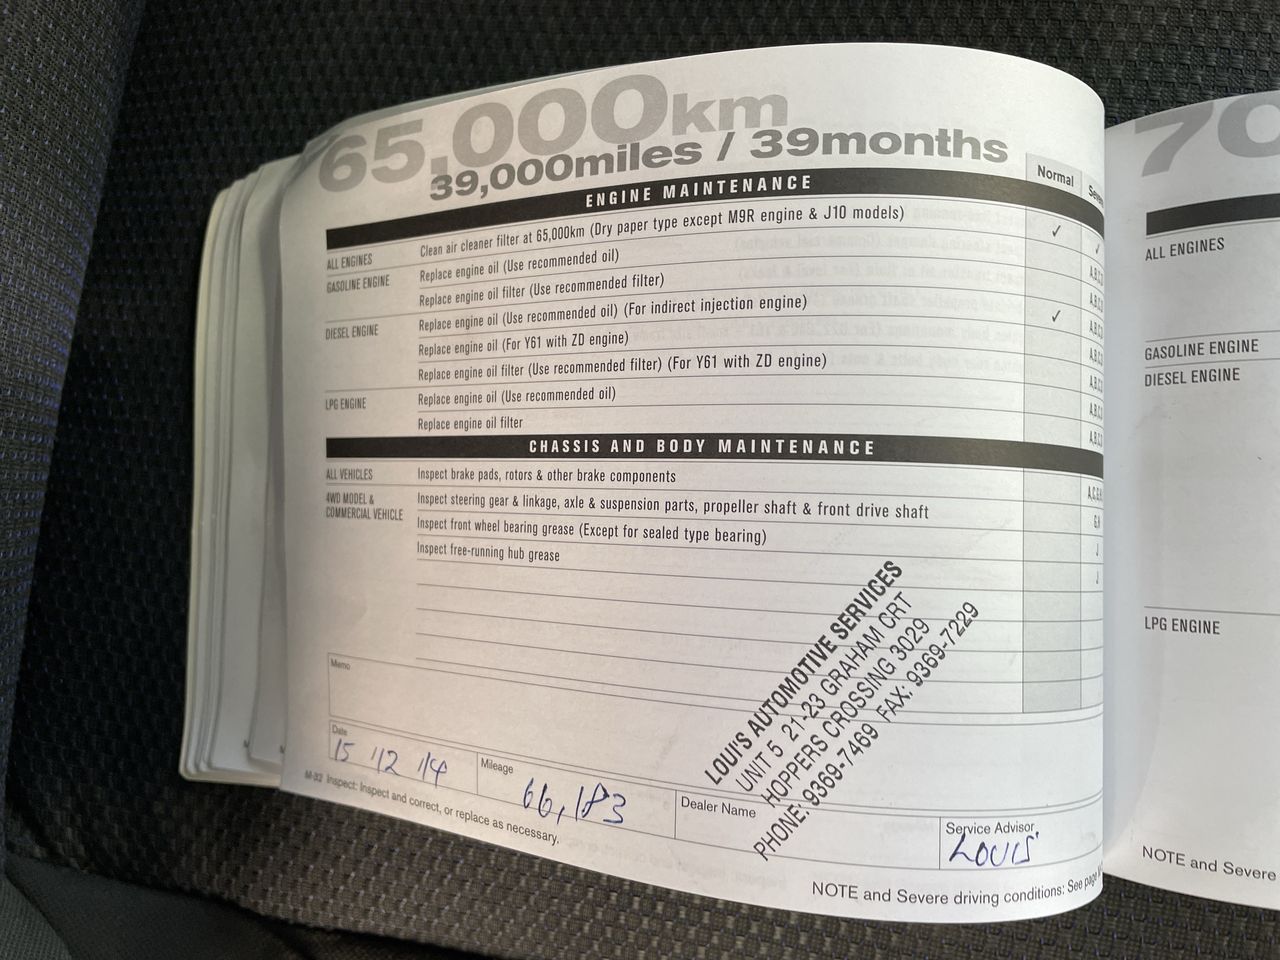 65,000km
39,000miles / 39months
Normal
ENGINE MAINTENANCE
ALL ENGINES Clean air cleaner filter at 65,000km (Dry paper type except M9R engine & J10 models) ✓ ✓
GASOLINE ENGINE Replace engine oil (Use recommended oil)
Replace engine oil filter (Use recommended filter)
DIESEL ENGINE Replace engine oil (Use recommended oil) (For indirect injection engine) ✓
Replace engine oil (For Y61 with ZD engine)
Replace engine oil filter (Use recommended filter) (For Y61 with ZD engine)
LPG ENGINE Replace engine oil (Use recommended oil)
Replace engine oil filter
CHASSIS AND BODY MAINTENANCE
ALL VEHICLES Inspect brake pads, rotors & other brake components
4WD MODEL & COMMERCIAL VEHICLE Inspect steering gear & linkage, axle & suspension parts, propeller shaft & front drive shaft G,H
Inspect front wheel bearing grease (Except for sealed type bearing) J
Inspect free-running hub grease J
Memo
LOUI'S AUTOMOTIVE SERVICES
UNIT 5 21-23 GRAHAM CRT
HOPPERS CROSSING 3029
PHONE: 9369-7469 FAX: 9369-7229
Date
15 12 14
Mileage
66,183
Dealer Name
Service Advisor
LOUIS
M-32 Inspect: Inspect and correct, or replace as necessary.
NOTE and Severe driving conditions: See page
70
ALL ENGINES
GASOLINE ENGINE
DIESEL ENGINE
LPG ENGINE
NOTE and Severe